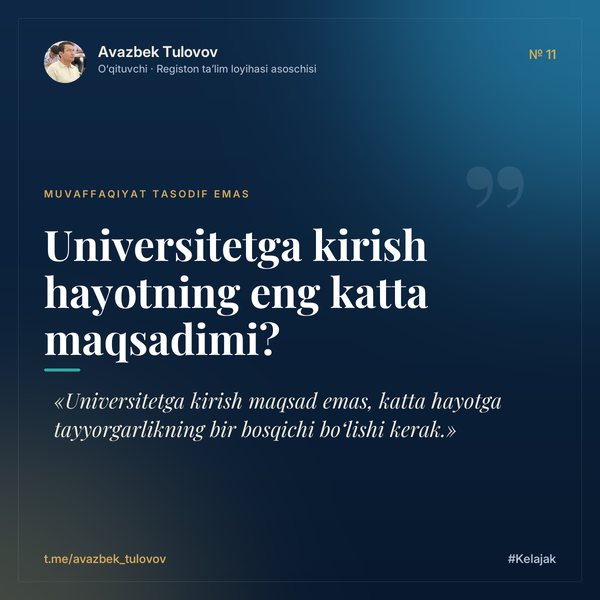 Avazbek Tulovov
O‘qituvchi · Registon ta’lim loyihasi asoschisi
№ 11
MUVAFFAQIYAT TASODIF EMAS
”
Universitetga kirish
hayotning eng katta
maqsadimi?
«Universitetga kirish maqsad emas, katta hayotga
tayyorgarlikning bir bosqichi bo‘lishi kerak.»
t.me/avazbek_tulovov
#Kelajak